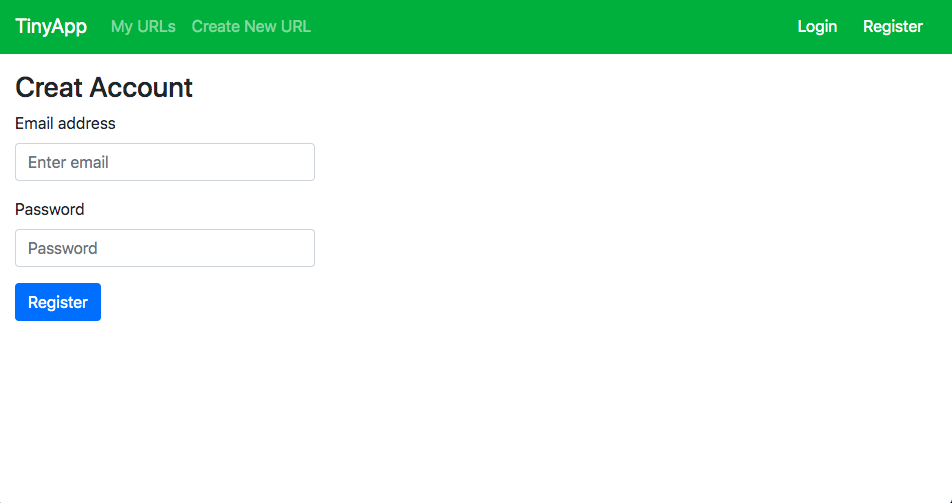 TinyApp My URLs Create New URL Login Register
Creat Account
Email address
Enter email
Password
Password
Register